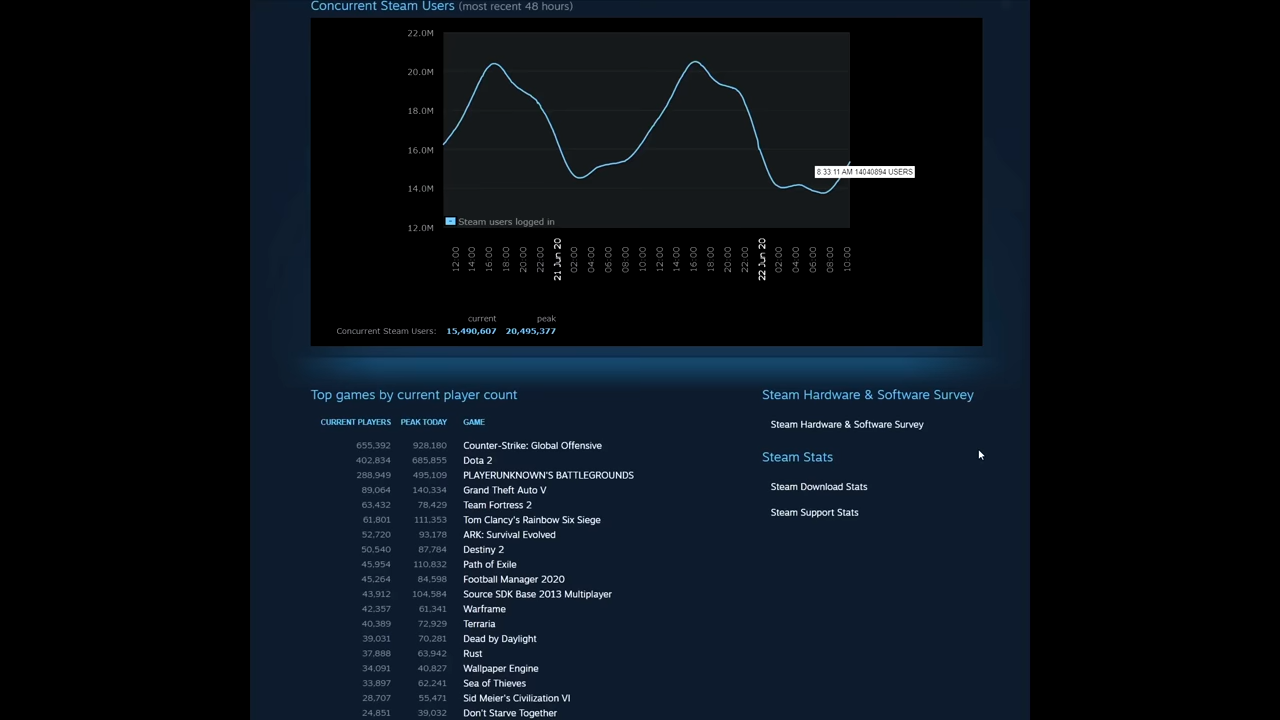 Concurrent Steam Users (most recent 48 hours)
22.0M
20.0M
18.0M
16.0M
14.0M
12.0M
8 33 11 AM 14040894 USERS
Steam users logged in
12:00 14:00 16:00 18:00 20:00 22:00 21 Jun 20 02:00 04:00 06:00 08:00 10:00 12:00 14:00 16:00 18:00 20:00 22:00 22 Jun 20 02:00 04:00 06:00 08:00 10:00
current peak
Concurrent Steam Users: 15,490,607 20,495,377
Top games by current player count
CURRENT PLAYERS PEAK TODAY GAME
655,392 928,180 Counter-Strike: Global Offensive
402,834 685,855 Dota 2
288,949 495,109 PLAYERUNKNOWN'S BATTLEGROUNDS
89,064 140,334 Grand Theft Auto V
63,432 78,429 Team Fortress 2
61,801 111,353 Tom Clancy's Rainbow Six Siege
52,720 93,178 ARK: Survival Evolved
50,540 87,784 Destiny 2
45,954 110,832 Path of Exile
45,264 84,598 Football Manager 2020
43,912 104,584 Source SDK Base 2013 Multiplayer
42,357 61,341 Warframe
40,389 72,929 Terraria
39,031 70,281 Dead by Daylight
37,888 63,942 Rust
34,091 40,827 Wallpaper Engine
33,897 62,241 Sea of Thieves
28,707 55,471 Sid Meier's Civilization VI
24,851 39,032 Don't Starve Together
Steam Hardware & Software Survey
Steam Hardware & Software Survey
Steam Stats
Steam Download Stats
Steam Support Stats